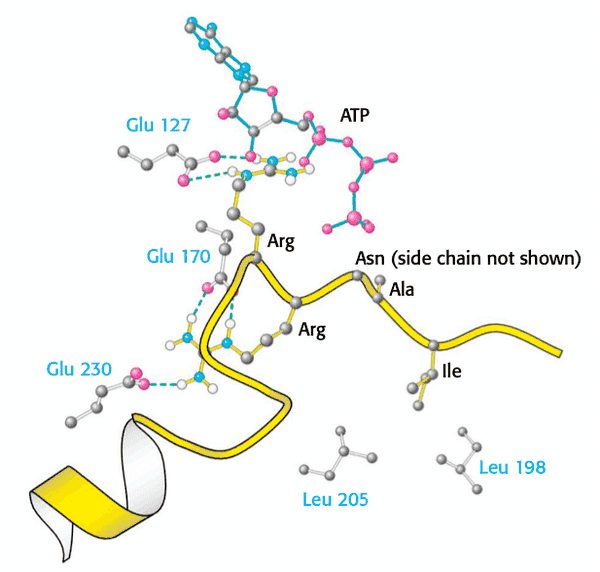 ATP
Glu 127
Arg
Glu 170
Asn (side chain not shown)
Ala
Arg
Glu 230
Ile
Leu 198
Leu 205